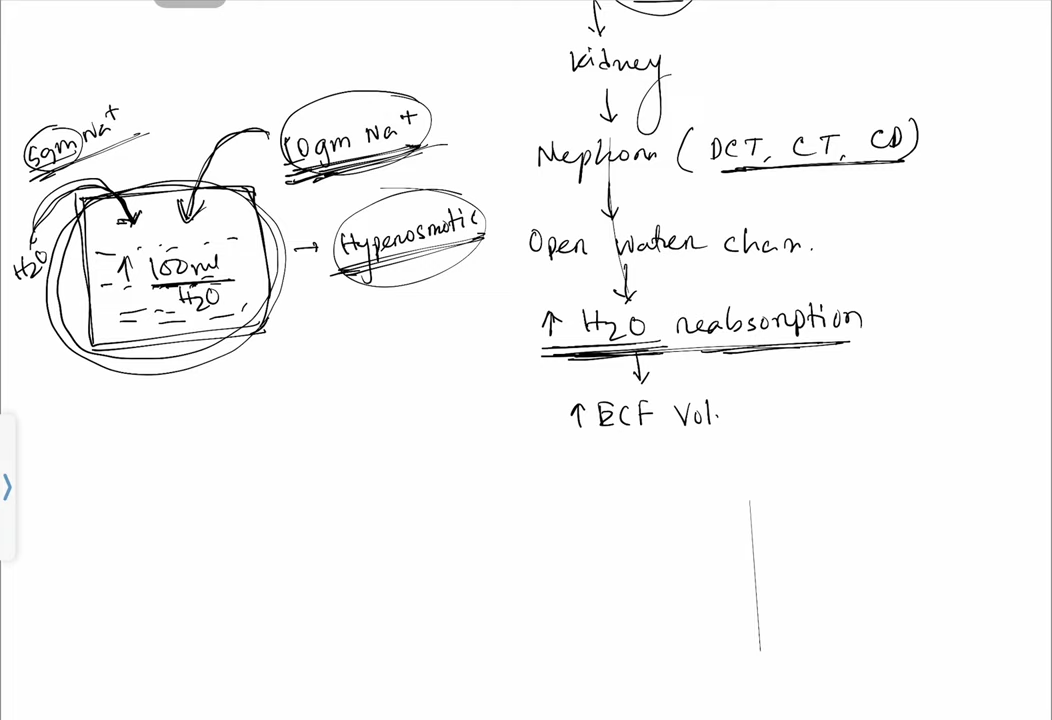 5gm Na+
10gm Na+
H2O
↑ 100ml
H2O
→ Hyperosmotic
Kidney
Nephorn (DCT, CT, CD)
Open water chan.
↑ H2O reabsorption
↑ ECF Vol.